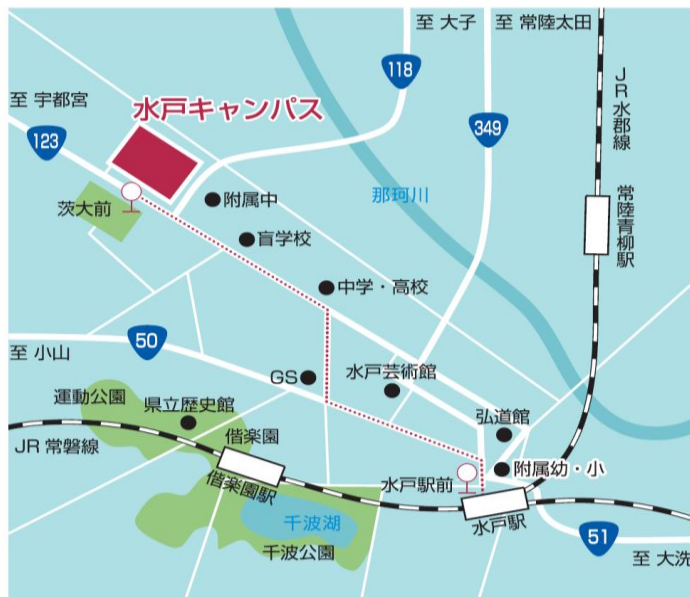 至 大子
至 常陸太田
118
JR水郡線
至 宇都宮
水戸キャンパス
123
349
那珂川
常陸青柳駅
茨大前
附属中
盲学校
中学・高校
50
至 小山
GS
水戸芸術館
運動公園
県立歴史館
弘道館
JR 常磐線
偕楽園
附属幼・小
偕楽園駅
水戸駅前
千波湖
水戸駅
51
千波公園
至 大洗